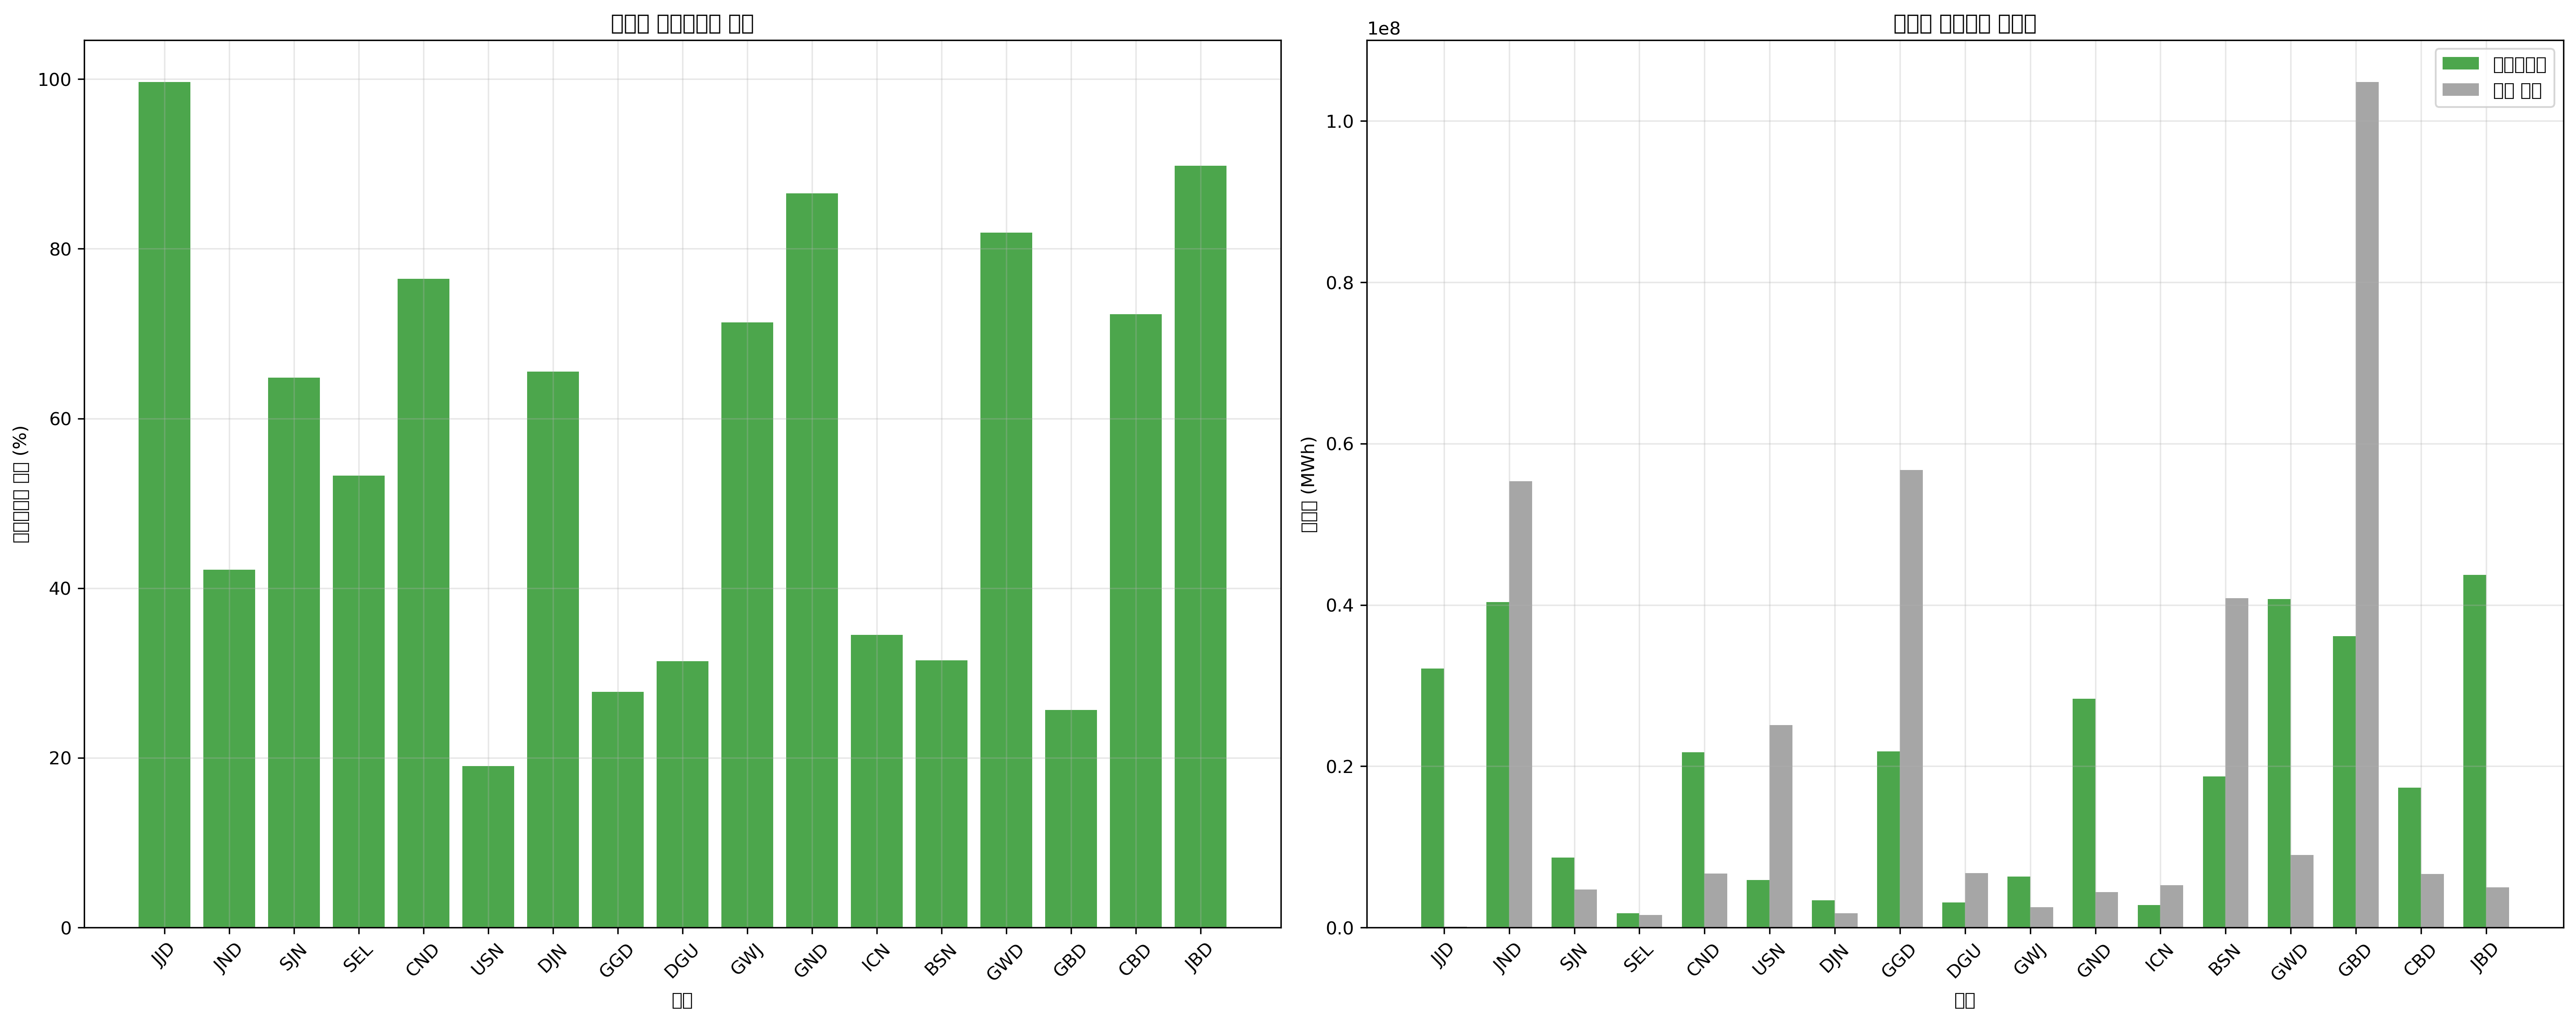 100
80
60
40
20
0
(%)
JJD
JND
SJN
SEL
CND
USN
DJN
GGD
DGU
GWJ
GND
ICN
BSN
GWD
GBD
CBD
JBD
1e8
1.0
0.8
0.6
0.4
0.2
0.0
(MWh)
JJD
JND
SJN
SEL
CND
USN
DJN
GGD
DGU
GWJ
GND
ICN
BSN
GWD
GBD
CBD
JBD